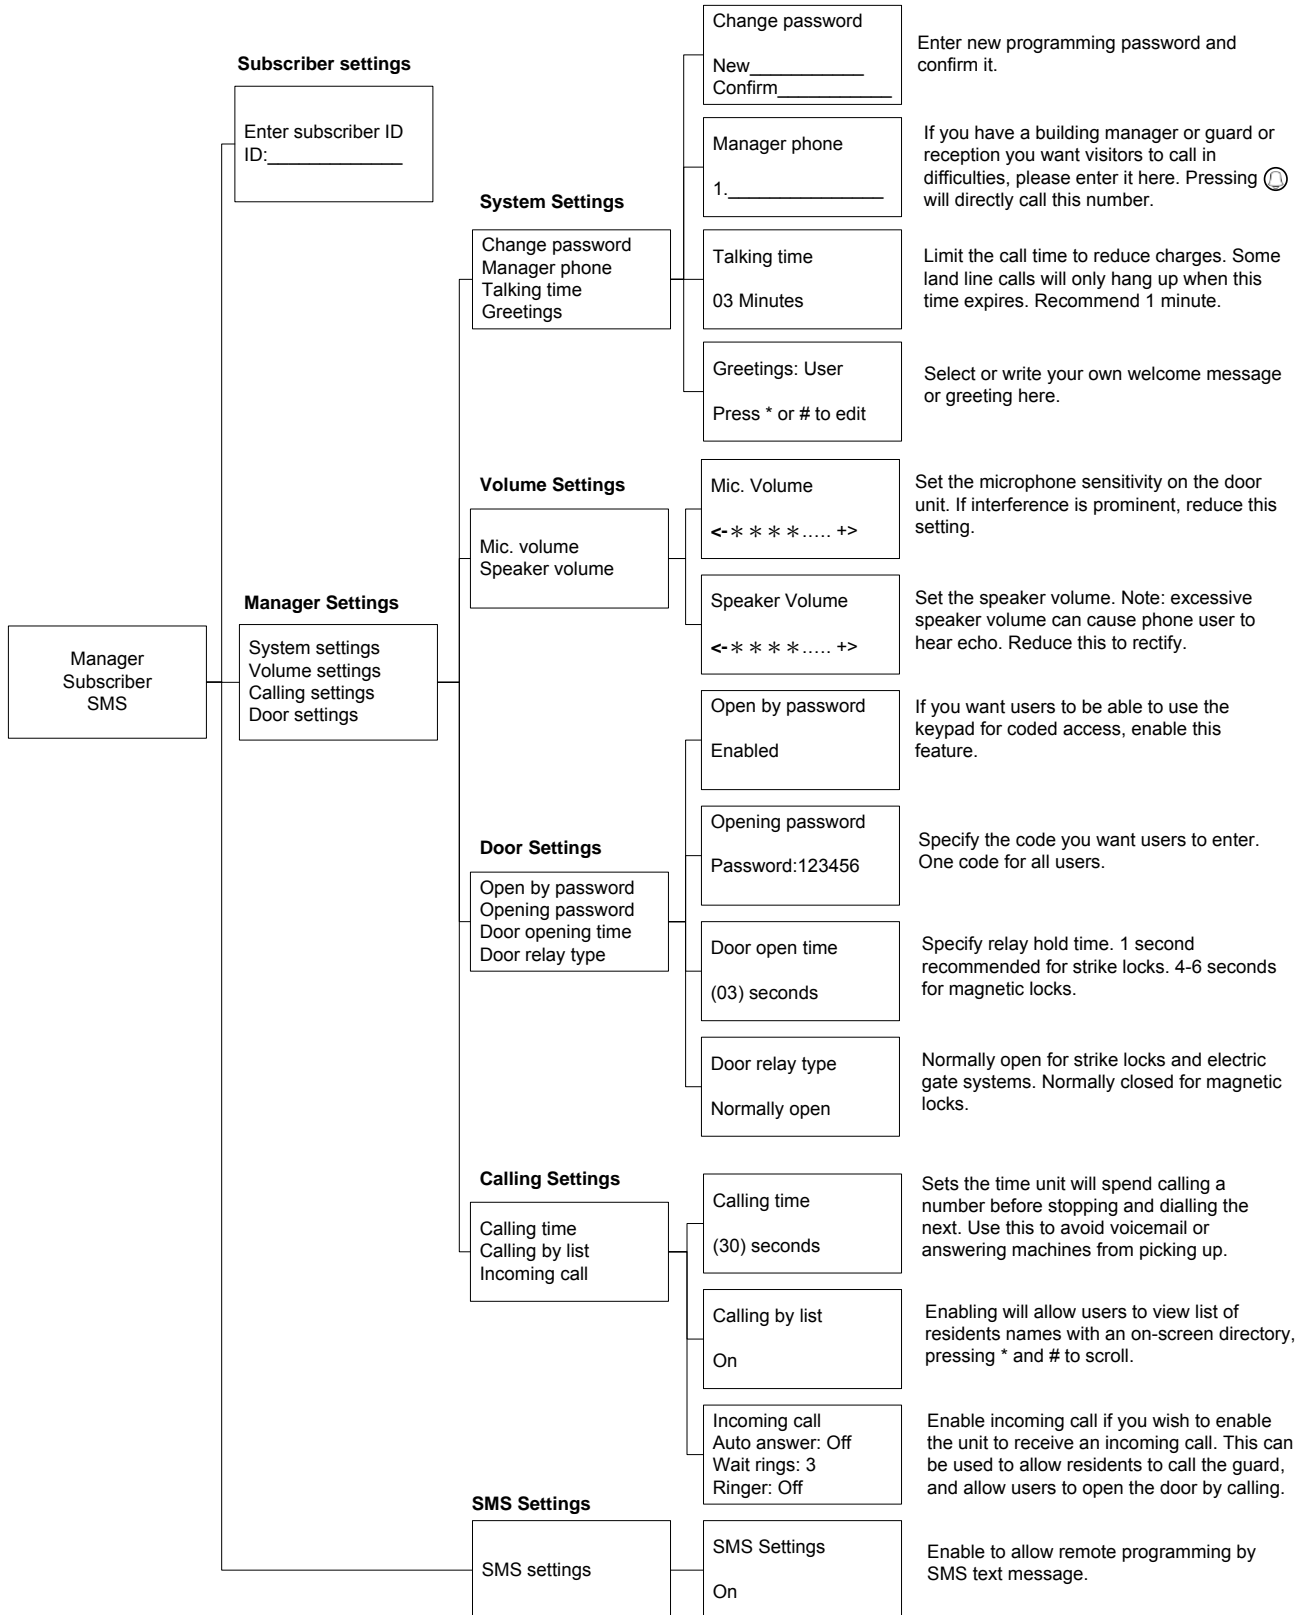 Subscriber settings
Enter subscriber ID
ID:_____________
Manager
Subscriber
SMS
Manager Settings
System settings
Volume settings
Calling settings
Door settings
System Settings
Change password
Manager phone
Talking time
Greetings
Change password
New___________
Confirm___________
Enter new programming password and
confirm it.
Manager phone
1._______________
If you have a building manager or guard or
reception you want visitors to call in
difficulties, please enter it here. Pressing
will directly call this number.
Talking time
03 Minutes
Limit the call time to reduce charges. Some
land line calls will only hang up when this
time expires. Recommend 1 minute.
Greetings: User
Press * or # to edit
Select or write your own welcome message
or greeting here.
Volume Settings
Mic. volume
Speaker volume
Mic. Volume
<-＊＊＊＊..... +>
Set the microphone sensitivity on the door
unit. If interference is prominent, reduce this
setting.
Speaker Volume
<-＊＊＊＊..... +>
Set the speaker volume. Note: excessive
speaker volume can cause phone user to
hear echo. Reduce this to rectify.
Door Settings
Open by password
Opening password
Door opening time
Door relay type
Open by password
Enabled
If you want users to be able to use the
keypad for coded access, enable this
feature.
Opening password
Password:123456
Specify the code you want users to enter.
One code for all users.
Door open time
(03) seconds
Specify relay hold time. 1 second
recommended for strike locks. 4-6 seconds
for magnetic locks.
Door relay type
Normally open
Normally open for strike locks and electric
gate systems. Normally closed for magnetic
locks.
Calling Settings
Calling time
Calling by list
Incoming call
Calling time
(30) seconds
Sets the time unit will spend calling a
number before stopping and dialling the
next. Use this to avoid voicemail or
answering machines from picking up.
Calling by list
On
Enabling will allow users to view list of
residents names with an on-screen directory,
pressing * and # to scroll.
Incoming call
Auto answer: Off
Wait rings: 3
Ringer: Off
Enable incoming call if you wish to enable
the unit to receive an incoming call. This can
be used to allow residents to call the guard,
and allow users to open the door by calling.
SMS Settings
SMS settings
SMS Settings
On
Enable to allow remote programming by
SMS text message.